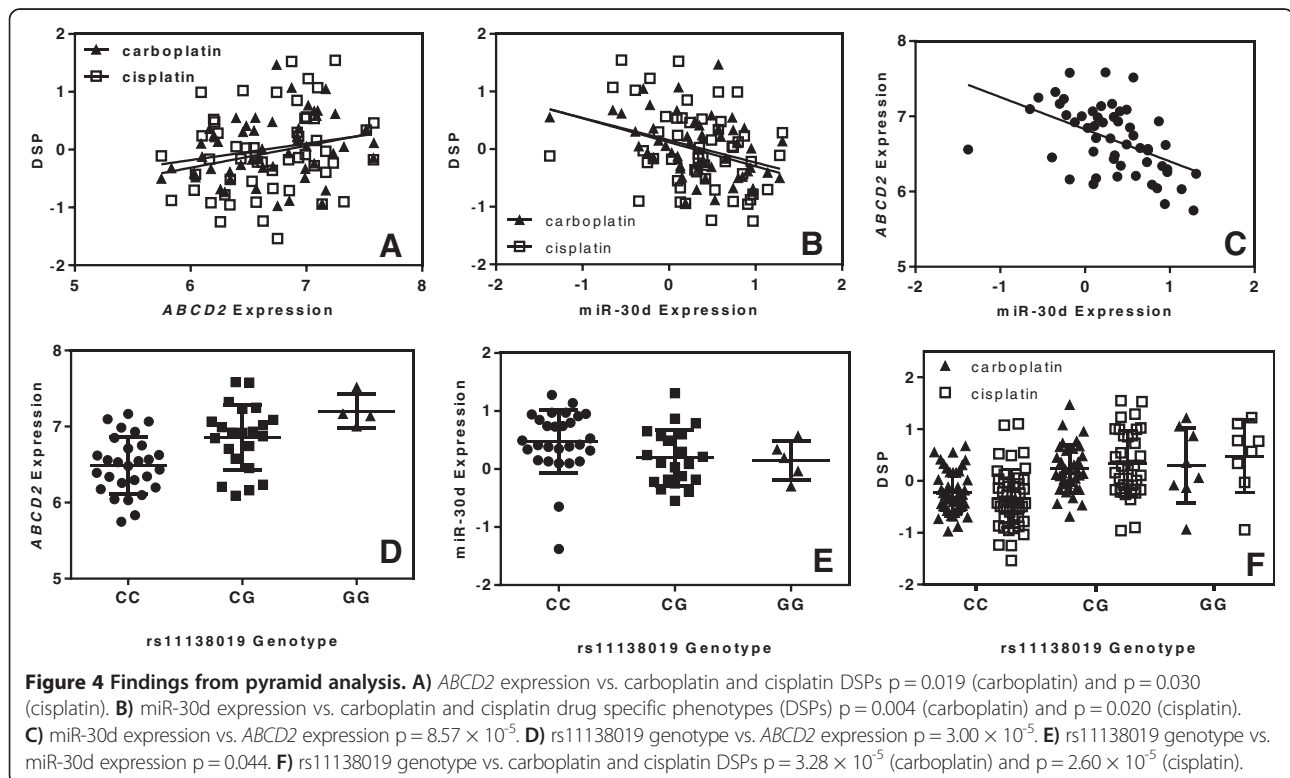 2
1
0
-1
-2
DSP
carboplatin
cisplatin
5
6
7
8
ABCD2 Expression
A
2
1
0
-1
-2
DSP
carboplatin
cisplatin
-2
-1
0
1
2
miR-30d Expression
B
8
7
6
5
ABCD2 Expression
-2
-1
0
1
2
miR-30d Expression
C
8
7
6
5
ABCD2 Expression
CC
CG
GG
rs11138019 Genotype
D
2
1
0
-1
-2
miR-30d Expression
CC
CG
GG
rs11138019 Genotype
E
2
1
0
-1
-2
DSP
carboplatin
cisplatin
CC
CG
GG
rs11138019 Genotype
F
Figure 4 Findings from pyramid analysis. A) ABCD2 expression vs. carboplatin and cisplatin DSPs p = 0.019 (carboplatin) and p = 0.030
(cisplatin). B) miR-30d expression vs. carboplatin and cisplatin drug specific phenotypes (DSPs) p = 0.004 (carboplatin) and p = 0.020 (cisplatin).
C) miR-30d expression vs. ABCD2 expression p = 8.57 × 10⁻⁵. D) rs11138019 genotype vs. ABCD2 expression p = 3.00 × 10⁻⁵. E) rs11138019 genotype vs.
miR-30d expression p = 0.044. F) rs11138019 genotype vs. carboplatin and cisplatin DSPs p = 3.28 × 10⁻⁵ (carboplatin) and p = 2.60 × 10⁻⁵ (cisplatin).